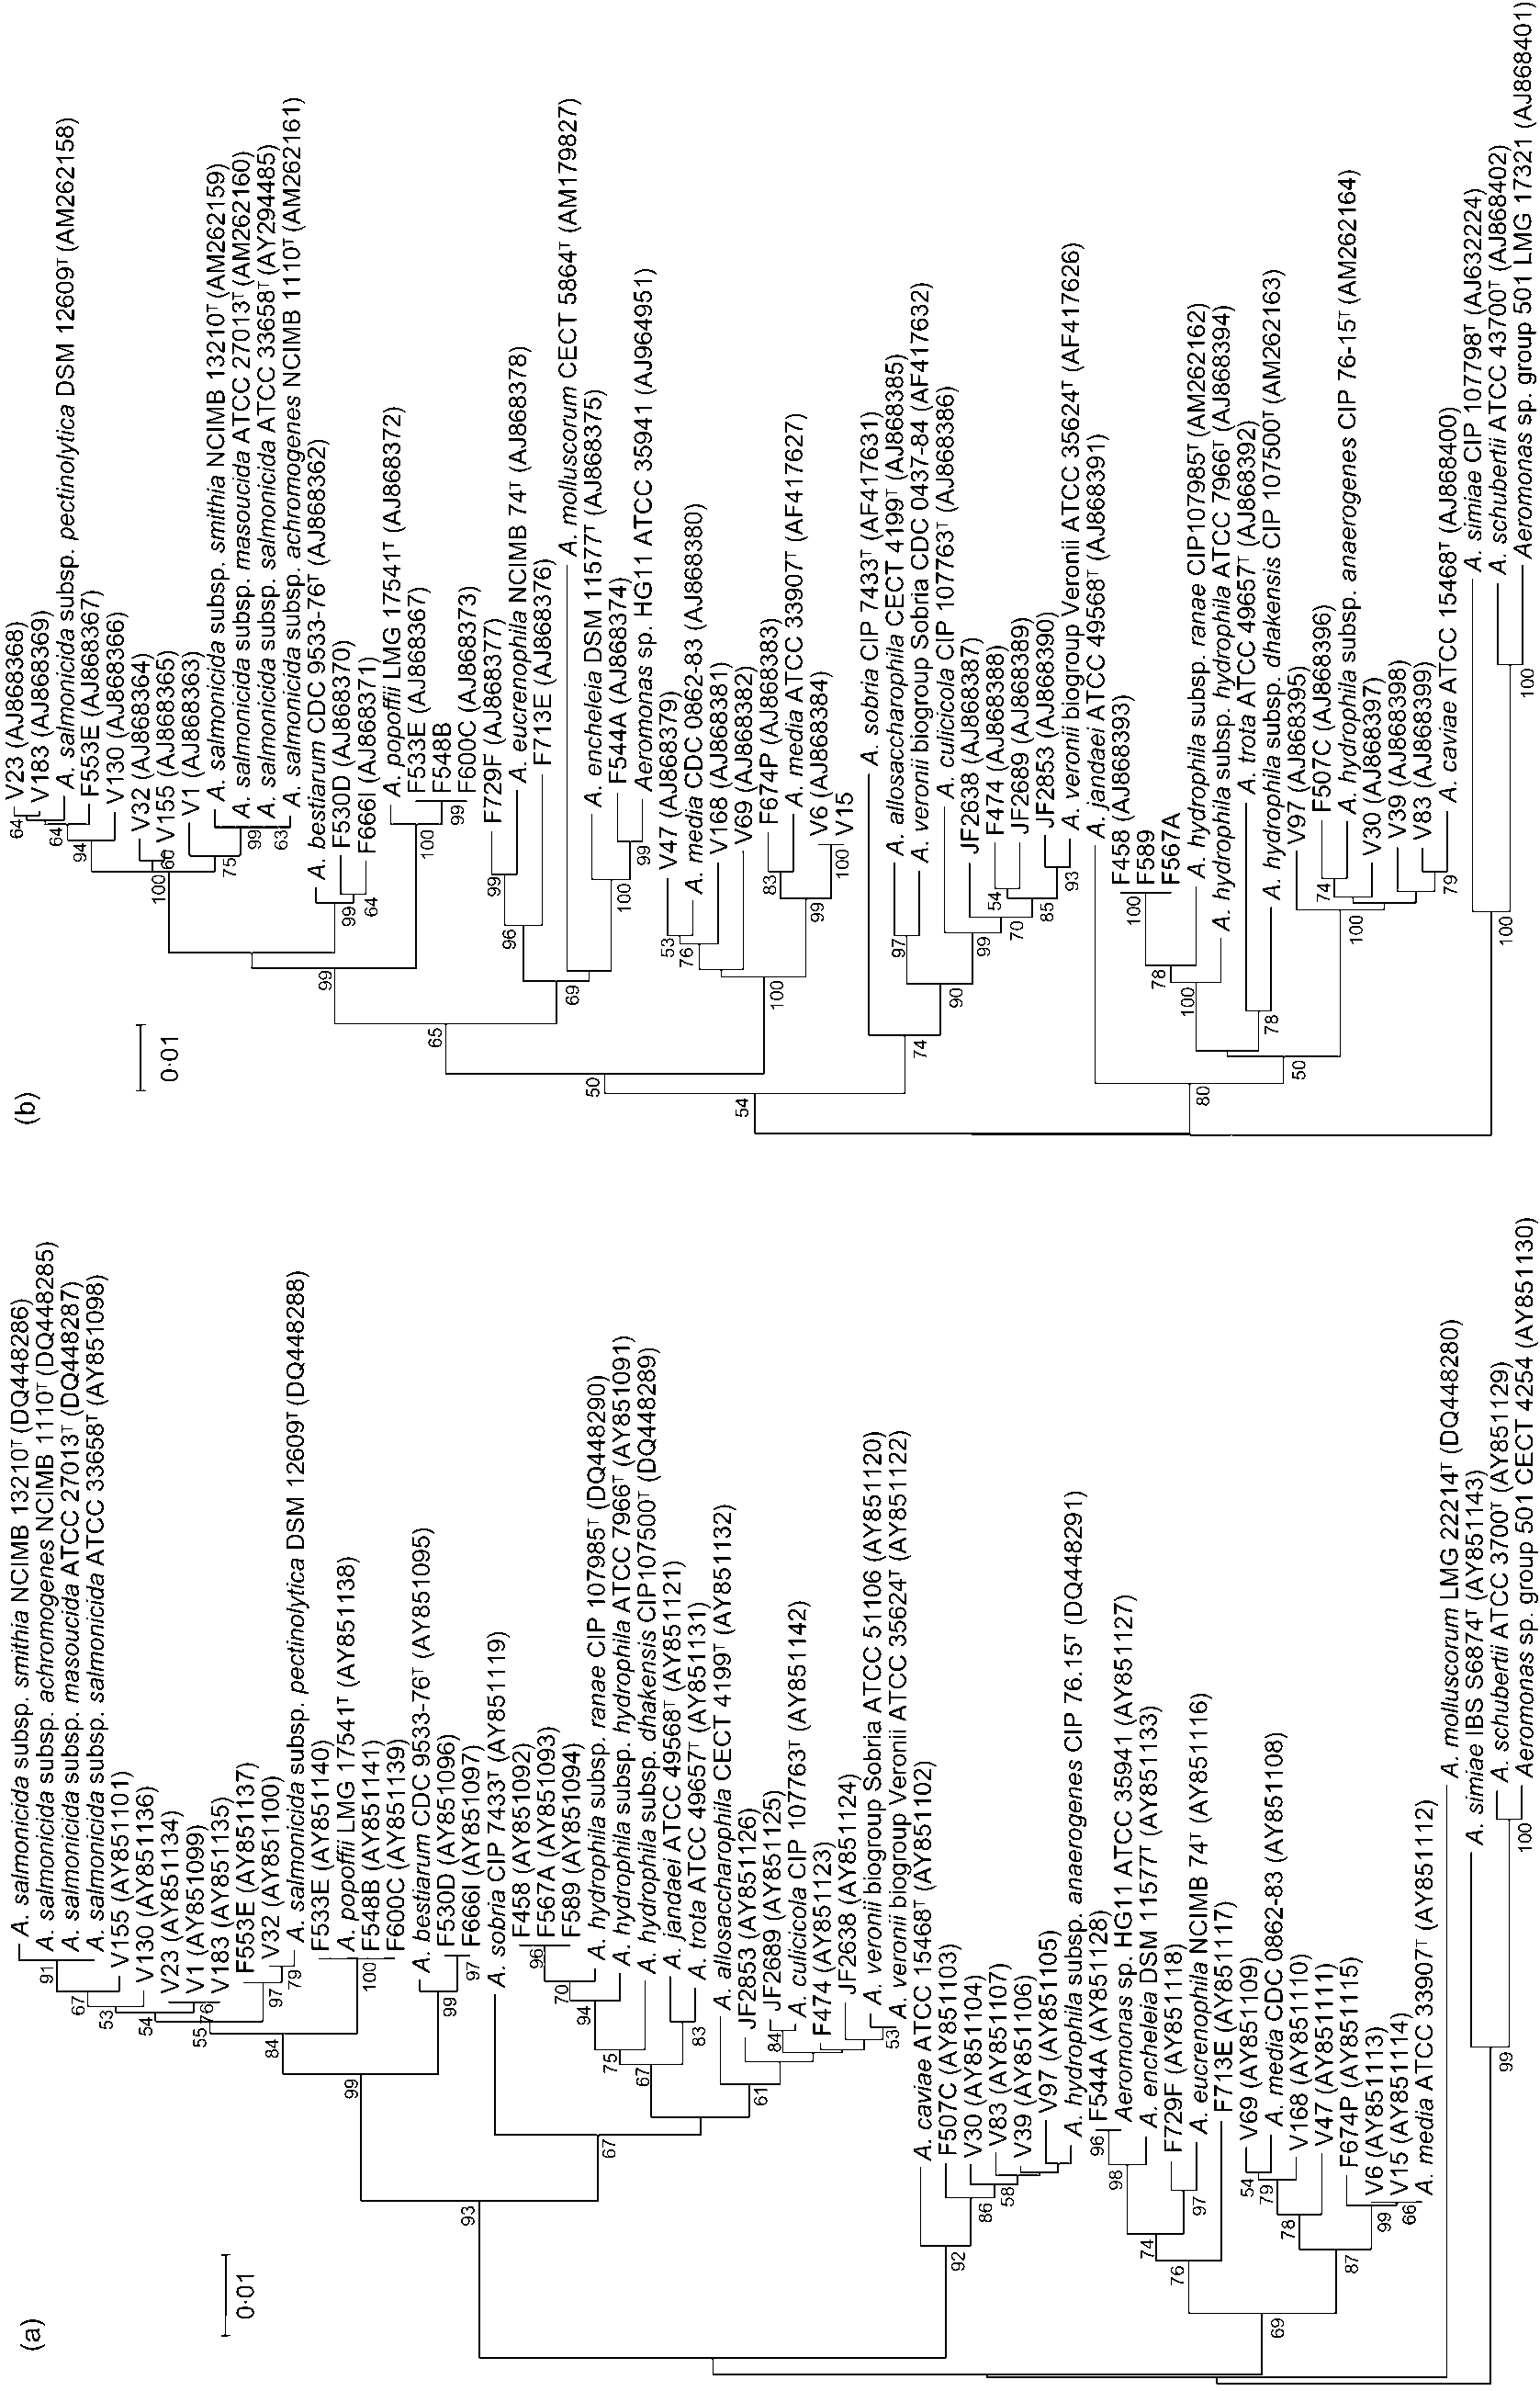 (a)
0·01
A. salmonicida subsp. smithia NCIMB 13210ᵀ (DQ448286)
A. salmonicida subsp. achromogenes NCIMB 1110ᵀ (DQ448285)
A. salmonicida subsp. masoucida ATCC 27013ᵀ (DQ448287)
A. salmonicida subsp. salmonicida ATCC 33658ᵀ (AY851098)
V155 (AY851101)
V130 (AY851136)
V23 (AY851134)
V1 (AY851099)
V183 (AY851135)
F553E (AY851137)
V32 (AY851100)
A. salmonicida subsp. pectinolytica DSM 12609ᵀ (DQ448288)
F533E (AY851140)
A. popoffii LMG 17541ᵀ (AY851138)
F548B (AY851141)
F600C (AY851139)
A. bestiarum CDC 9533-76ᵀ (AY851095)
F530D (AY851096)
F666I (AY851097)
A. sobria CIP 7433ᵀ (AY851119)
F458 (AY851092)
F567A (AY851093)
F589 (AY851094)
A. hydrophila subsp. ranae CIP 107985ᵀ (DQ448290)
A. hydrophila subsp. hydrophila ATCC 7966ᵀ (AY851091)
A. hydrophila subsp. dhakensis CIP107500ᵀ (DQ448289)
A. jandaei ATCC 49568ᵀ (AY851121)
A. trota ATCC 49657ᵀ (AY851131)
A. allosaccharophila CECT 4199ᵀ (AY851132)
JF2853 (AY851126)
JF2689 (AY851125)
A. culicicola CIP 107763ᵀ (AY851142)
F474 (AY851123)
JF2638 (AY851124)
A. veronii biogroup Sobria ATCC 51106 (AY851120)
A. veronii biogroup Veronii ATCC 35624ᵀ (AY851122)
A. caviae ATCC 15468ᵀ (AY851102)
F507C (AY851103)
V30 (AY851104)
V83 (AY851107)
V39 (AY851106)
V97 (AY851105)
A. hydrophila subsp. anaerogenes CIP 76.15ᵀ (DQ448291)
F544A (AY851128)
Aeromonas sp. HG11 ATCC 35941 (AY851127)
A. encheleia DSM 11577ᵀ (AY851133)
F729F (AY851118)
A. eucrenophila NCIMB 74ᵀ (AY851116)
F713E (AY851117)
V69 (AY851109)
A. media CDC 0862-83 (AY851108)
V168 (AY851110)
V47 (AY851111)
F674P (AY851115)
V6 (AY851113)
V15 (AY851114)
A. media ATCC 33907ᵀ (AY851112)
A. molluscorum LMG 22214ᵀ (DQ448280)
A. simiae IBS S6874ᵀ (AY851143)
A. schubertii ATCC 3700ᵀ (AY851129)
Aeromonas sp. group 501 CECT 4254 (AY851130)
91
67
53
54
55
76
97
79
84
100
99
99
97
93
96
70
94
75
67
83
67
61
84
53
92
86
58
96
98
74
97
76
54
79
78
87
99
66
69
99
100
(b)
0·01
V23 (AJ868368)
V183 (AJ868369)
A. salmonicida subsp. pectinolytica DSM 12609ᵀ (AM262158)
F553E (AJ868367)
V130 (AJ868366)
V32 (AJ868364)
V155 (AJ868365)
V1 (AJ868363)
A. salmonicida subsp. smithia NCIMB 13210ᵀ (AM262159)
A. salmonicida subsp. masoucida ATCC 27013ᵀ (AM262160)
A. salmonicida subsp. salmonicida ATCC 33658ᵀ (AY294485)
A. salmonicida subsp. achromogenes NCIMB 1110ᵀ (AM262161)
A. bestiarum CDC 9533-76ᵀ (AJ868362)
F530D (AJ868370)
F666I (AJ868371)
A. popoffii LMG 17541ᵀ (AJ868372)
F533E (AJ868367)
F548B
F600C (AJ868373)
F729F (AJ868377)
A. eucrenophila NCIMB 74ᵀ (AJ868378)
F713E (AJ868376)
A. molluscorum CECT 5864ᵀ (AM179827)
A. encheleia DSM 11577ᵀ (AJ868375)
F544A (AJ868374)
Aeromonas sp. HG11 ATCC 35941 (AJ964951)
V47 (AJ868379)
A. media CDC 0862-83 (AJ868380)
V168 (AJ868381)
V69 (AJ868382)
F674P (AJ868383)
A. media ATCC 33907ᵀ (AF417627)
V6 (AJ868384)
V15
A. sobria CIP 7433ᵀ (AF417631)
A. allosaccharophila CECT 4199ᵀ (AJ868385)
A. veronii biogroup Sobria CDC 0437-84 (AF417632)
A. culicicola CIP 107763ᵀ (AJ868386)
JF2638 (AJ868387)
F474 (AJ868388)
JF2689 (AJ868389)
JF2853 (AJ868390)
A. veronii biogroup Veronii ATCC 35624ᵀ (AF417626)
A. jandaei ATCC 49568ᵀ (AJ868391)
F458 (AJ868393)
F589
F567A
A. hydrophila subsp. ranae CIP107985ᵀ (AM262162)
A. hydrophila subsp. hydrophila ATCC 7966ᵀ (AJ868394)
A. trota ATCC 49657ᵀ (AJ868392)
A. hydrophila subsp. dhakensis CIP 107500ᵀ (AM262163)
V97 (AJ868395)
F507C (AJ868396)
A. hydrophila subsp. anaerogenes CIP 76-15ᵀ (AM262164)
V30 (AJ868397)
V39 (AJ868398)
V83 (AJ868399)
A. caviae ATCC 15468ᵀ (AJ868400)
A. simiae CIP 107798ᵀ (AJ632224)
A. schubertii ATCC 43700ᵀ (AJ868402)
Aeromonas sp. group 501 LMG 17321 (AJ868401)
64
64
94
100
60
75
99
63
99
64
99
100
99
65
99
96
69
100
99
53
76
83
99
100
100
50
54
97
99
54
70
85
93
90
74
100
78
100
78
74
100
79
50
80
100
100